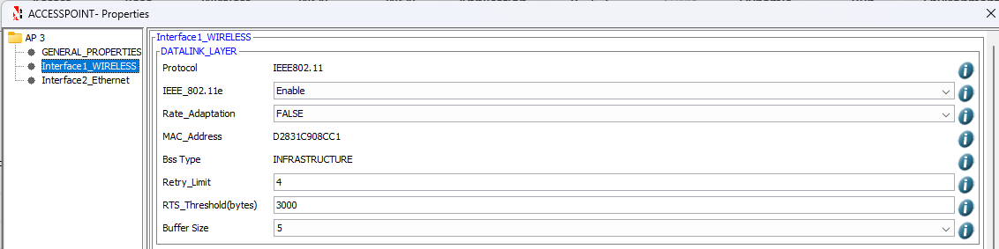 ACCESSPOINT- Properties
AP 3
GENERAL_PROPERTIES
Interface1_WIRELESS
Interface2_Ethernet
Interface1_WIRELESS
DATALINK_LAYER
Protocol IEEE802.11
IEEE_802.11e Enable
Rate_Adaptation FALSE
MAC_Address D2831C908CC1
Bss Type INFRASTRUCTURE
Retry_Limit 4
RTS_Threshold(bytes) 3000
Buffer Size 5